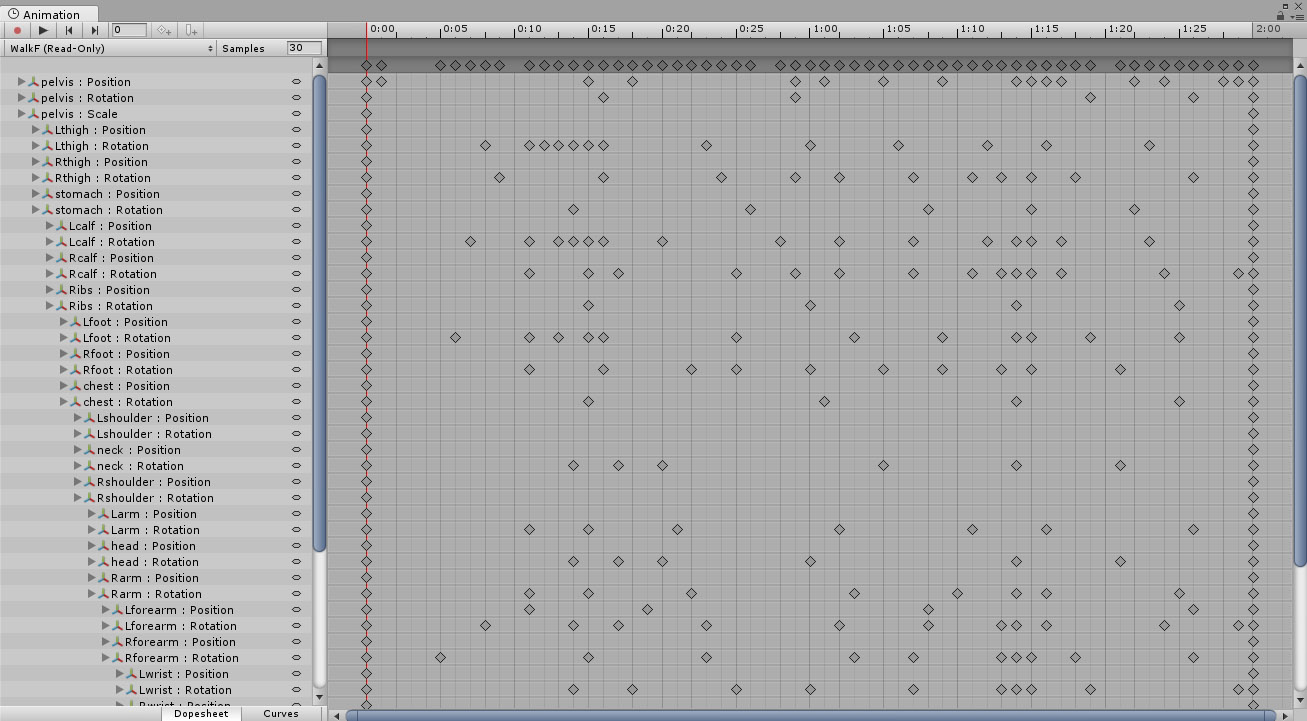 Animation
0
0:00 0:05 0:10 0:15 0:20 0:25 1:00 1:05 1:10 1:15 1:20 1:25 2:00
WalkF (Read-Only) Samples 30
pelvis : Position
pelvis : Rotation
pelvis : Scale
Lthigh : Position
Lthigh : Rotation
Rthigh : Position
Rthigh : Rotation
stomach : Position
stomach : Rotation
Lcalf : Position
Lcalf : Rotation
Rcalf : Position
Rcalf : Rotation
Ribs : Position
Ribs : Rotation
Lfoot : Position
Lfoot : Rotation
Rfoot : Position
Rfoot : Rotation
chest : Position
chest : Rotation
Lshoulder : Position
Lshoulder : Rotation
neck : Position
neck : Rotation
Rshoulder : Position
Rshoulder : Rotation
Larm : Position
Larm : Rotation
head : Position
head : Rotation
Rarm : Position
Rarm : Rotation
Lforearm : Position
Lforearm : Rotation
Rforearm : Position
Rforearm : Rotation
Lwrist : Position
Lwrist : Rotation
Rwrist : Position
Dopesheet Curves